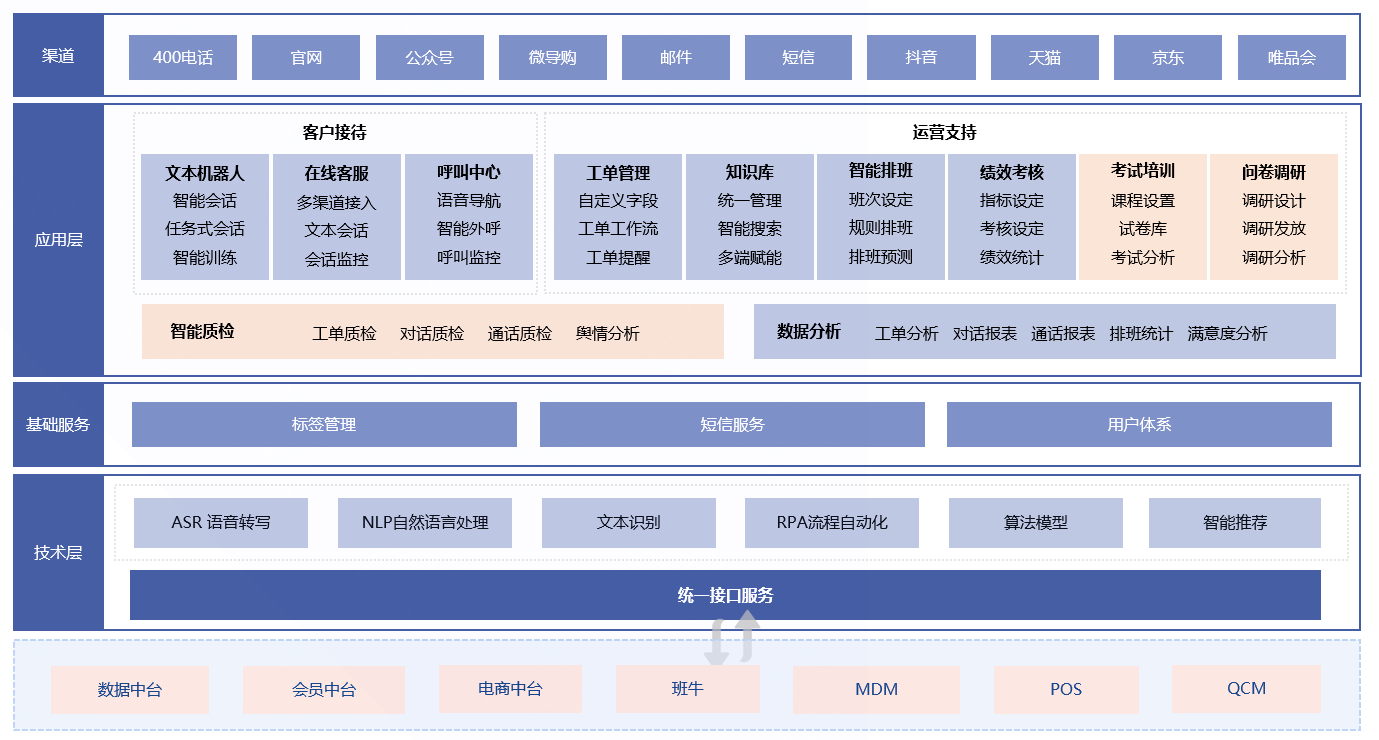 渠道
400电话
官网
公众号
微导购
邮件
短信
抖音
天猫
京东
唯品会
应用层
客户接待
文本机器人
智能会话
任务式会话
智能训练
在线客服
多渠道接入
文本会话
会话监控
呼叫中心
语音导航
智能外呼
呼叫监控
运营支持
工单管理
自定义字段
工单工作流
工单提醒
知识库
统一管理
智能搜索
多端赋能
智能排班
班次设定
规则排班
排班预测
绩效考核
指标设定
考核设定
绩效统计
考试培训
课程设置
试卷库
考试分析
问卷调研
调研设计
调研发放
调研分析
智能质检 工单质检 对话质检 通话质检 舆情分析
数据分析 工单分析 对话报表 通话报表 排班统计 满意度分析
基础服务
标签管理
短信服务
用户体系
技术层
ASR 语音转写
NLP自然语言处理
文本识别
RPA流程自动化
算法模型
智能推荐
统一接口服务
数据中台
会员中台
电商中台
班牛
MDM
POS
QCM